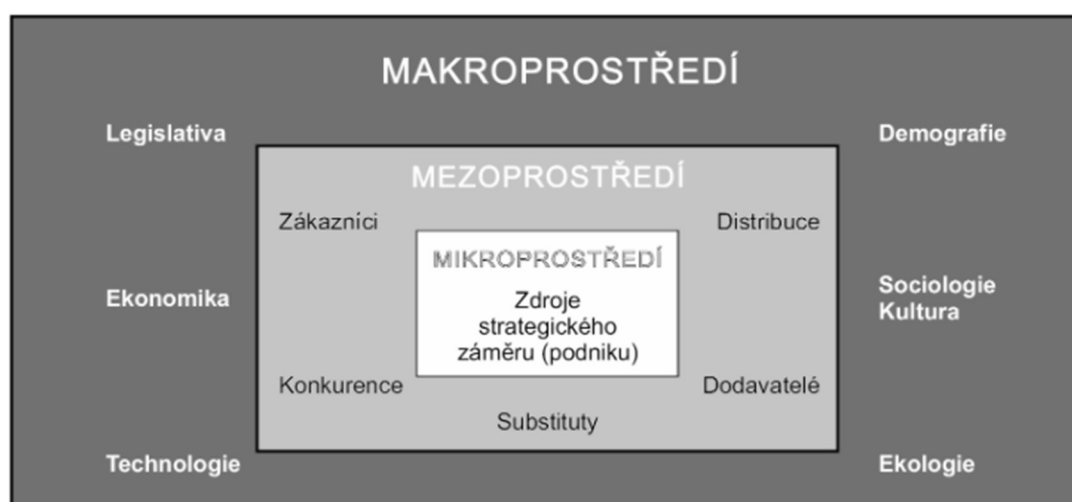 MAKROPROSTŘEDÍ
Legislativa
Demografie
MEZOPROSTŘEDÍ
Zákazníci
Distribuce
MIKROPROSTŘEDÍ
Zdroje
strategického
záměru (podniku)
Ekonomika
Sociologie
Kultura
Konkurence
Dodavatelé
Substituty
Technologie
Ekologie